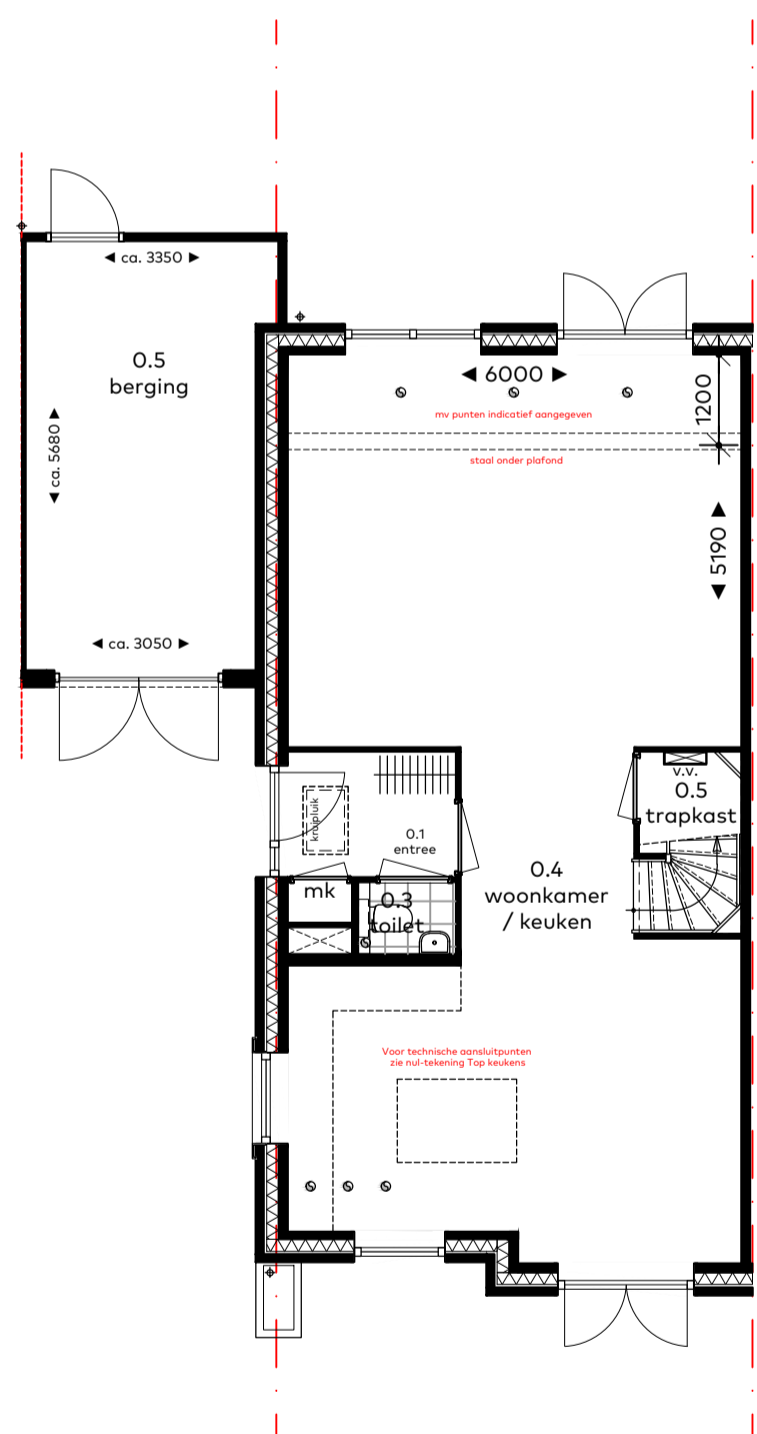 ◄ ca. 3350 ►
0.5
berging
◄ ca. 5680 ►
◄ ca. 3050 ►
◄ 6000 ►
1200
mv punten indicatief aangegeven
staal onder plafond
◄ 5190 ►
v.v.
0.5
trapkast
kruipluik
0.1
entree
0.4
woonkamer
/ keuken
mk
0.3
toilet
Voor technische aansluitpunten
zie nul-tekening Top keukens